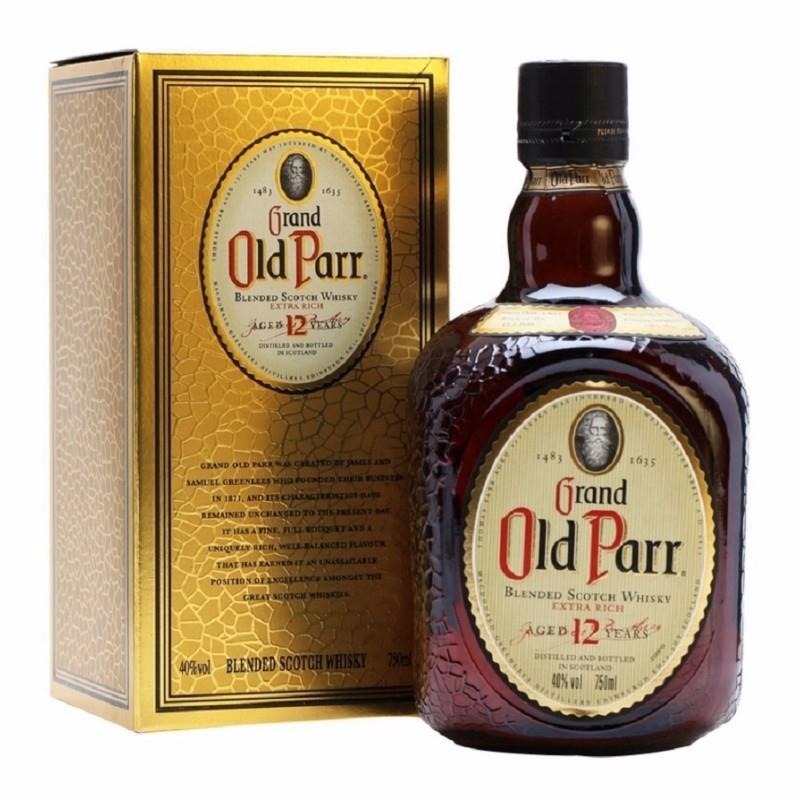 1483 1635
Grand
Old Parr
BLENDED SCOTCH WHISKY
EXTRA RICH
AGED 12 YEARS
DISTILLED AND BOTTLED
IN SCOTLAND
GRAND OLD PARR WAS CREATED BY JAMES AND
SAMUEL GREENLEES WHO FOUNDED THEIR BUSINESS
IN 1871, AND ITS CHARACTERISTICS HAVE
REMAINED UNCHANGED TO THE PRESENT DAY.
IT HAS A FINE, FULL BOUQUET AND A
UNIQUELY RICH, WELL-BALANCED FLAVOUR
THAT HAS EARNED IT AN UNASSAILABLE
POSITION OF EXCELLENCE AMONGST THE
GREAT SCOTCH WHISKIES.
40%vol BLENDED SCOTCH WHISKY 750ml
Old Parr
1483 1635
Grand
Old Parr
BLENDED SCOTCH WHISKY
EXTRA RICH
AGED 12 YEARS
DISTILLED AND BOTTLED
IN SCOTLAND
40% vol 750ml